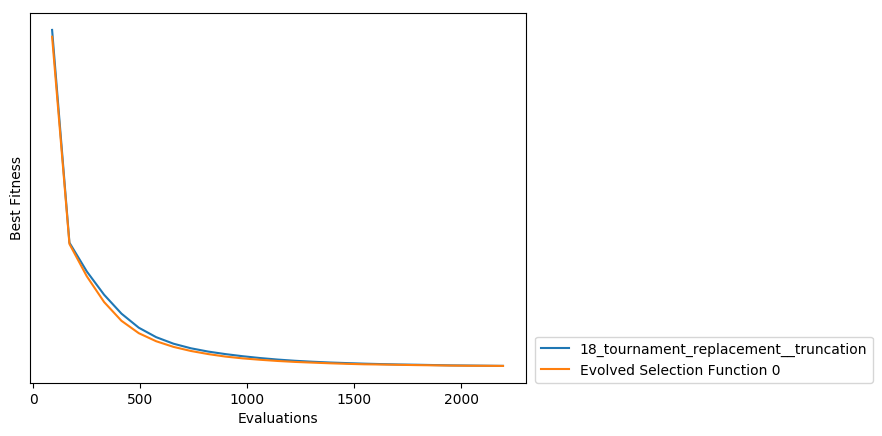 Best Fitness
0
500
1000
1500
2000
Evaluations
18_tournament_replacement__truncation
Evolved Selection Function 0